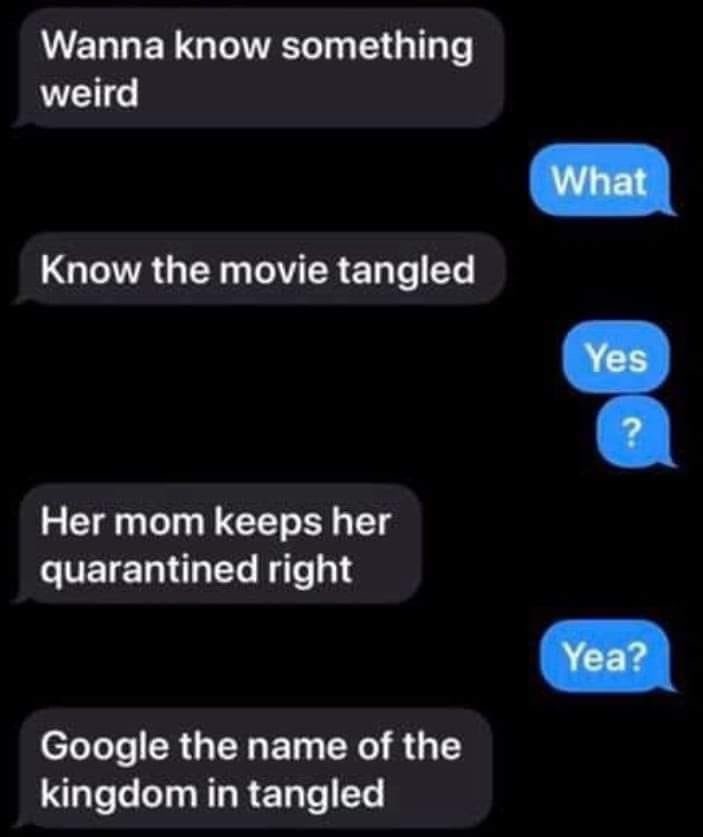 Wanna know something
weird
What
Know the movie tangled
Yes
?
Her mom keeps her
quarantined right
Yea?
Google the name of the
kingdom in tangled